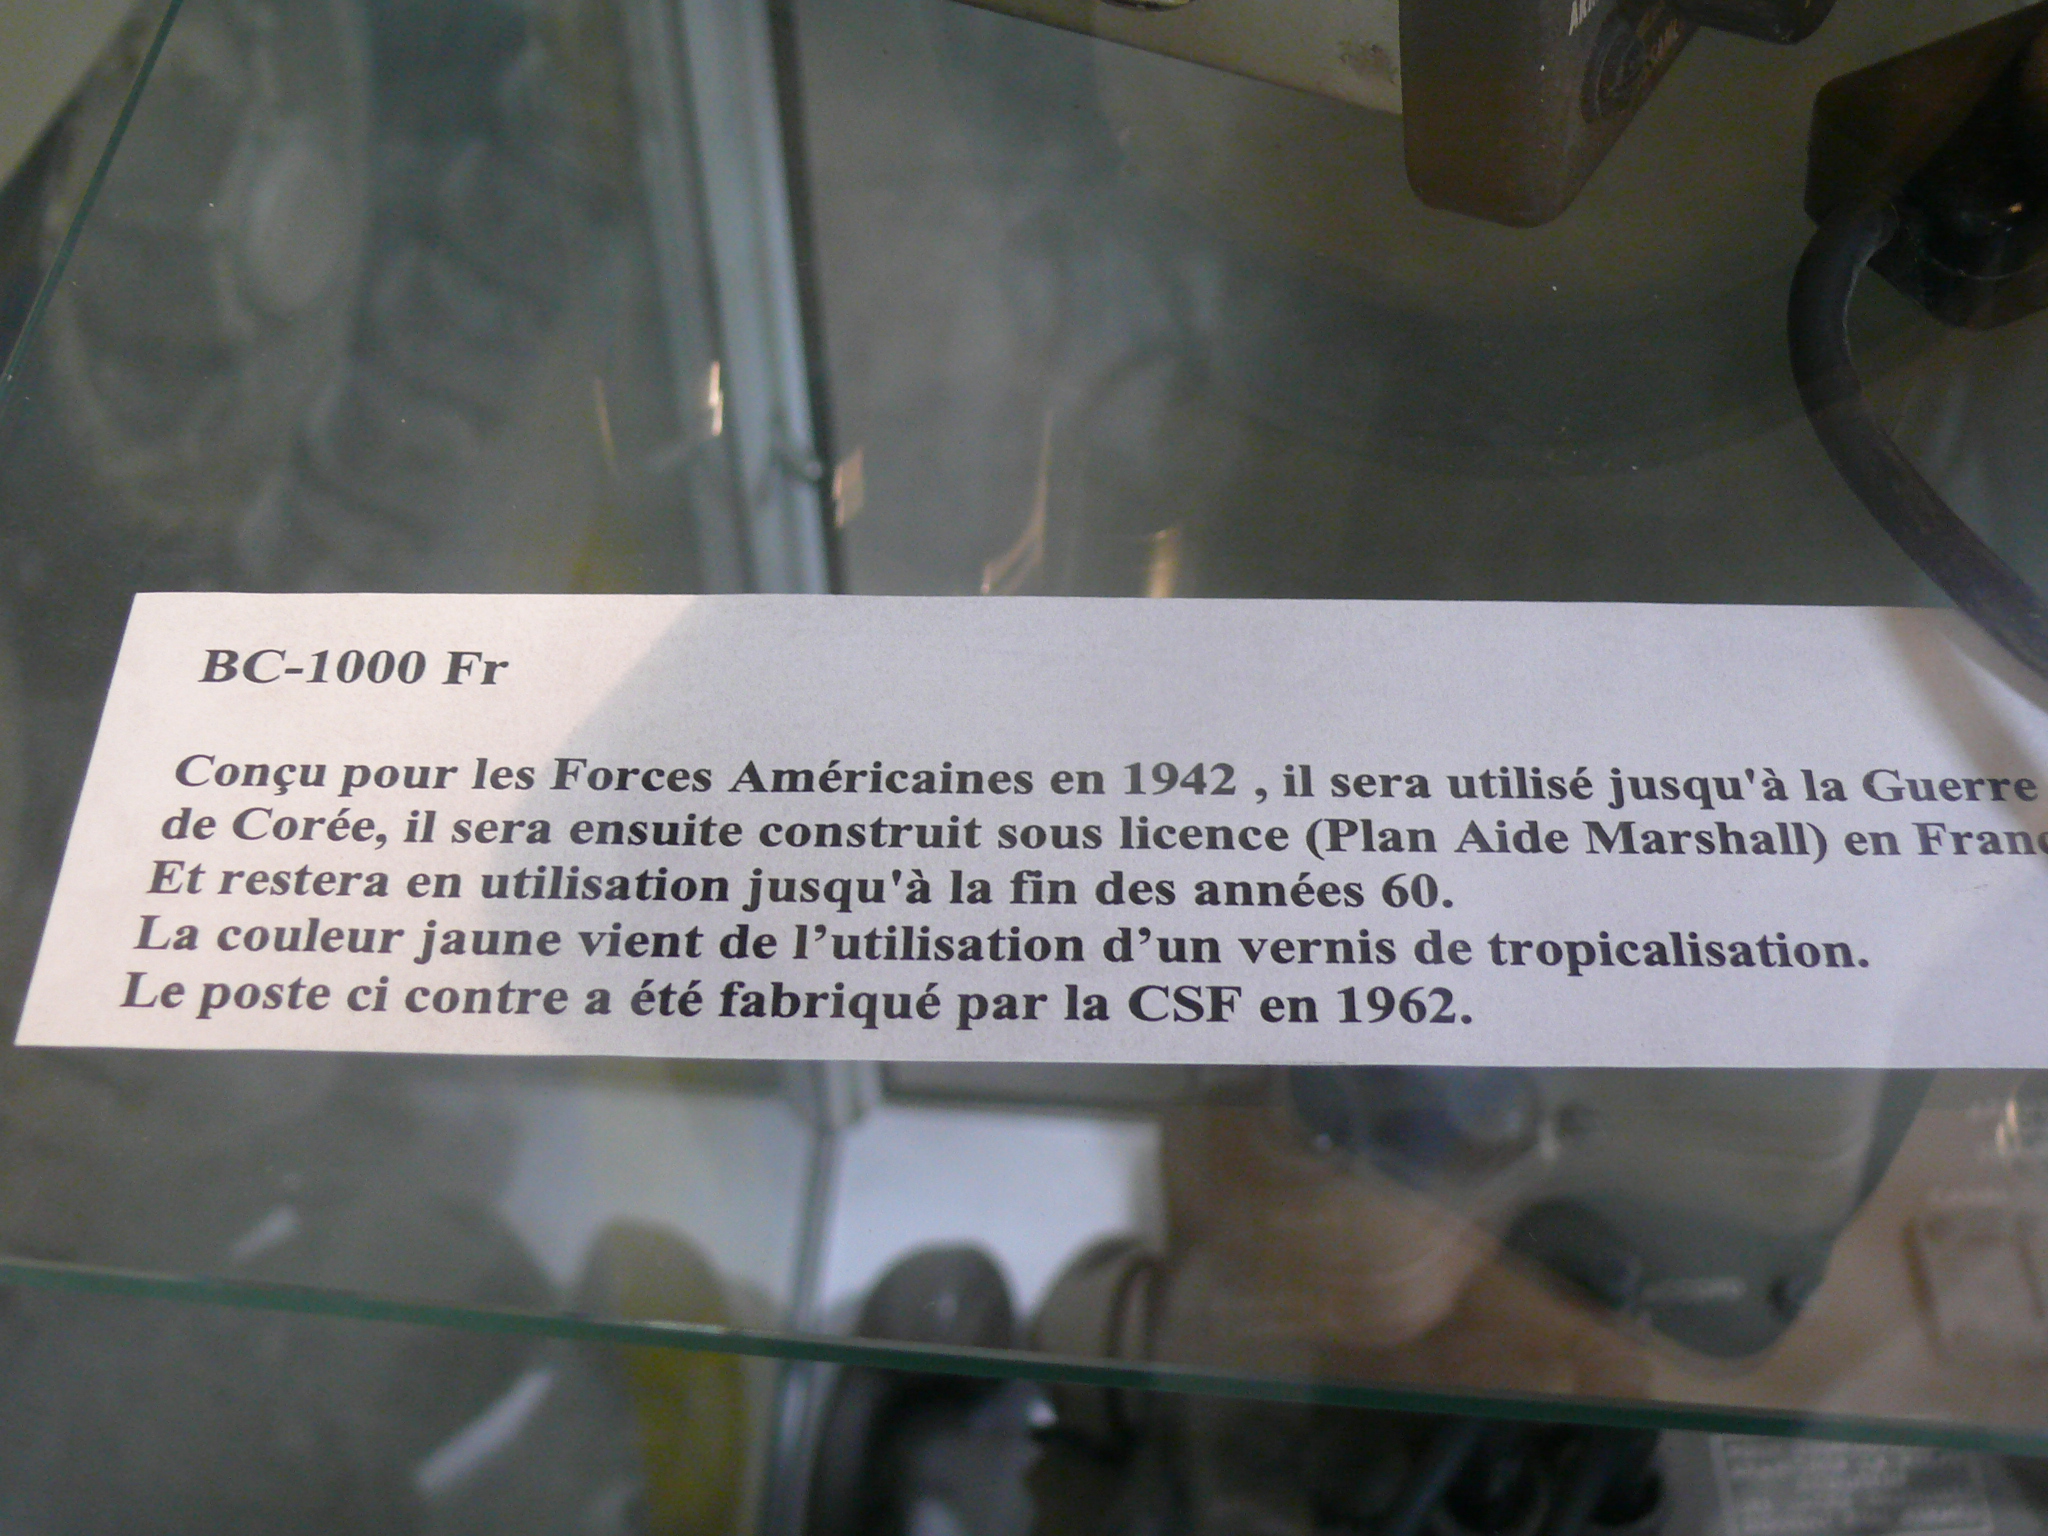 BC-1000 Fr
Conçu pour les Forces Américaines en 1942 , il sera utilisé jusqu'à la Guerre
de Corée, il sera ensuite construit sous licence (Plan Aide Marshall) en Franc
Et restera en utilisation jusqu'à la fin des années 60.
La couleur jaune vient de l’utilisation d’un vernis de tropicalisation.
Le poste ci contre a été fabriqué par la CSF en 1962.